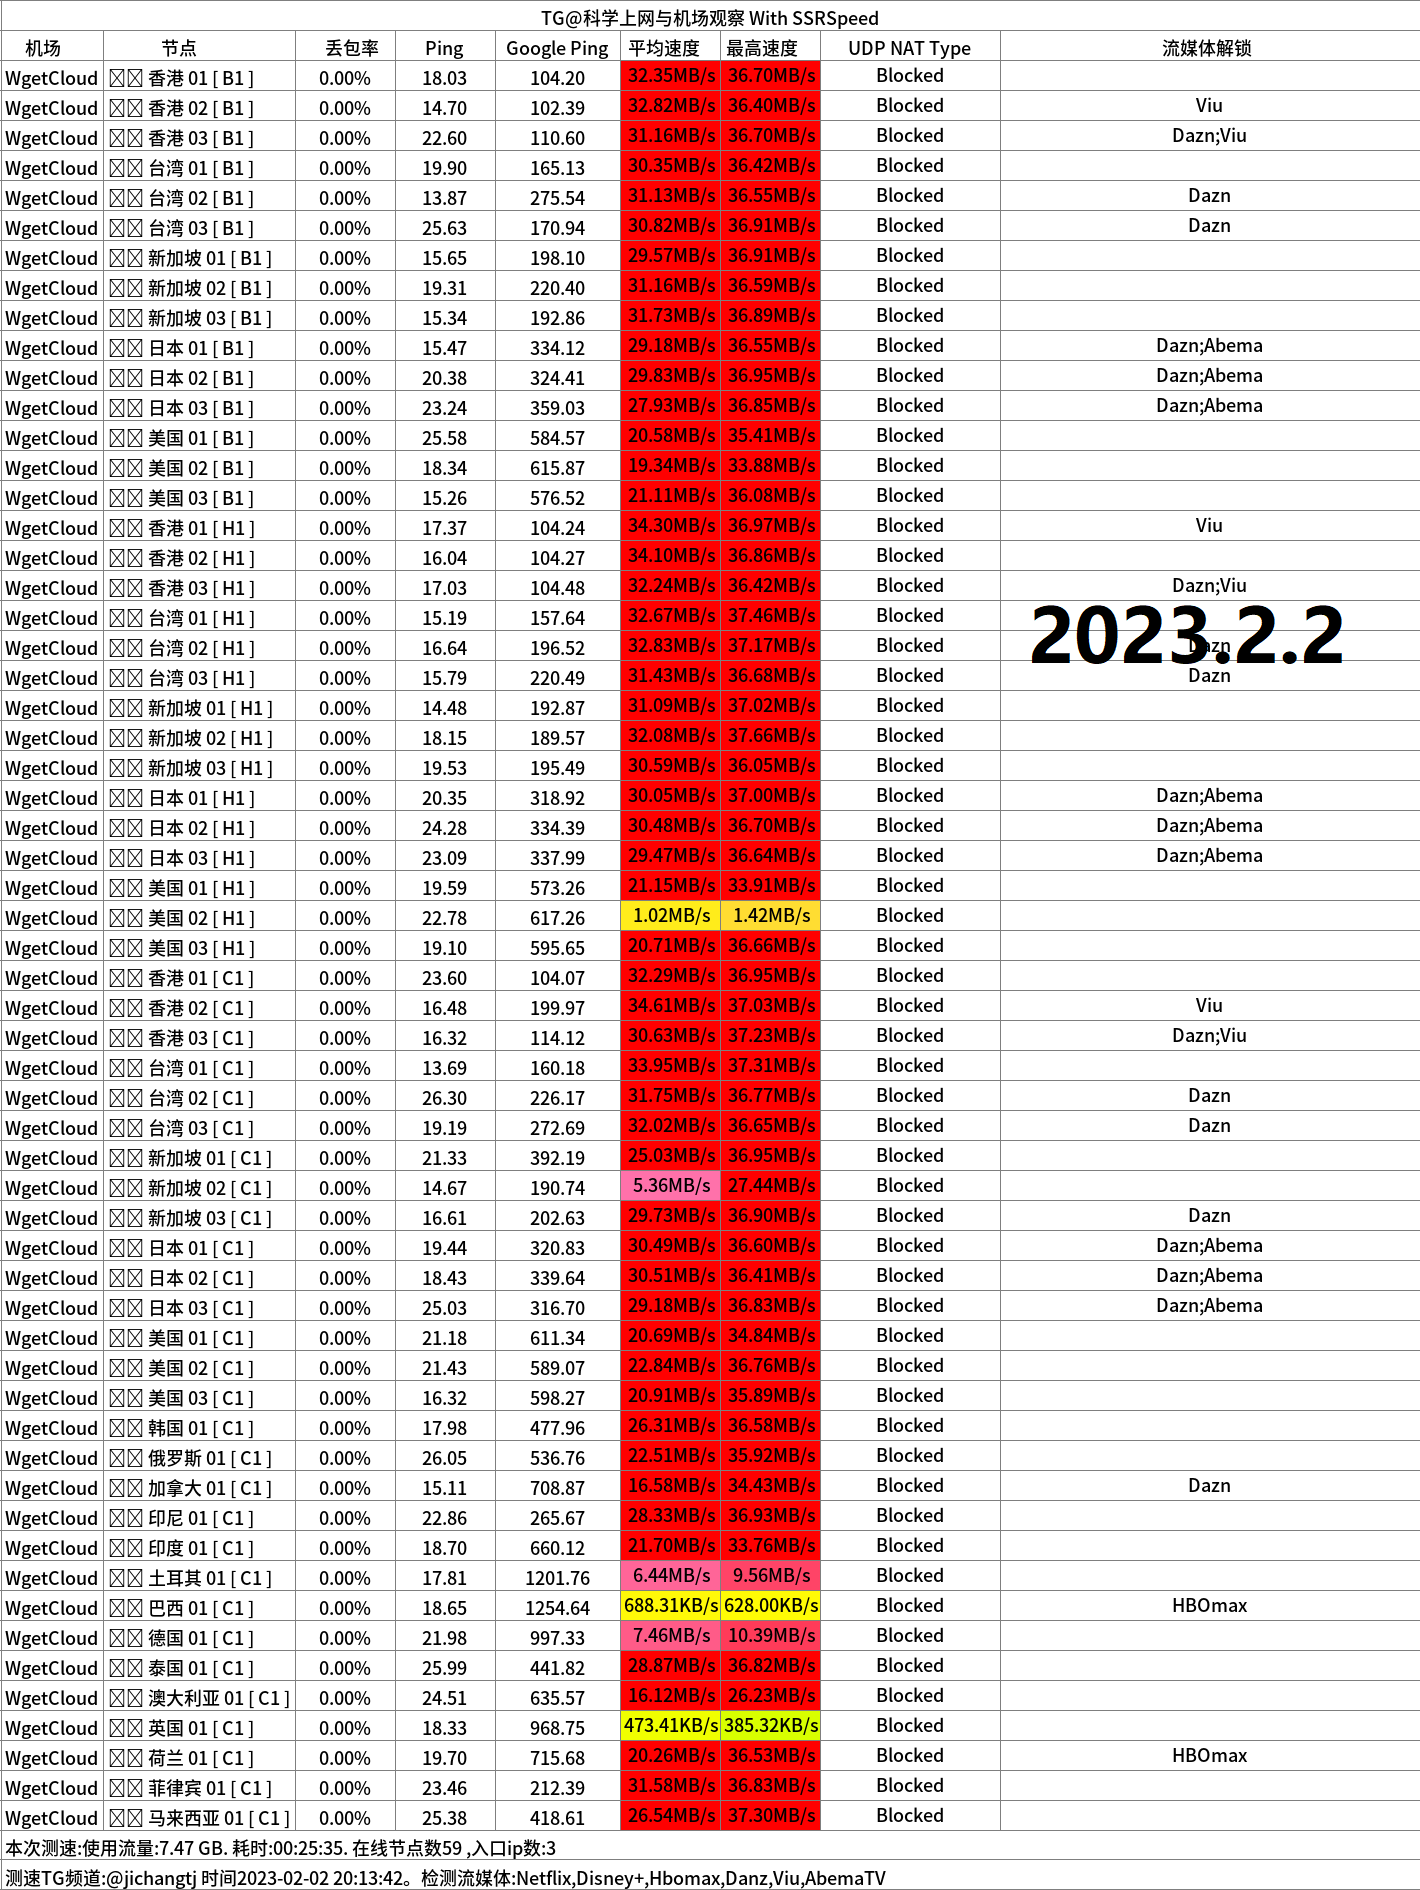 TG@科学上网与机场观察 With SSRSpeed
机场 节点 丢包率 Ping Google Ping 平均速度 最高速度 UDP NAT Type 流媒体解锁
WgetCloud 香港 01 [ B1 ] 0.00% 18.03 104.20 32.35MB/s 36.70MB/s Blocked
WgetCloud 香港 02 [ B1 ] 0.00% 14.70 102.39 32.82MB/s 36.40MB/s Blocked Viu
WgetCloud 香港 03 [ B1 ] 0.00% 22.60 110.60 31.16MB/s 36.70MB/s Blocked Dazn;Viu
WgetCloud 台湾 01 [ B1 ] 0.00% 19.90 165.13 30.35MB/s 36.42MB/s Blocked
WgetCloud 台湾 02 [ B1 ] 0.00% 13.87 275.54 31.13MB/s 36.55MB/s Blocked Dazn
WgetCloud 台湾 03 [ B1 ] 0.00% 25.63 170.94 30.82MB/s 36.91MB/s Blocked Dazn
WgetCloud 新加坡 01 [ B1 ] 0.00% 15.65 198.10 29.57MB/s 36.91MB/s Blocked
WgetCloud 新加坡 02 [ B1 ] 0.00% 19.31 220.40 31.16MB/s 36.59MB/s Blocked
WgetCloud 新加坡 03 [ B1 ] 0.00% 15.34 192.86 31.73MB/s 36.89MB/s Blocked
WgetCloud 日本 01 [ B1 ] 0.00% 15.47 334.12 29.18MB/s 36.55MB/s Blocked Dazn;Abema
WgetCloud 日本 02 [ B1 ] 0.00% 20.38 324.41 29.83MB/s 36.95MB/s Blocked Dazn;Abema
WgetCloud 日本 03 [ B1 ] 0.00% 23.24 359.03 27.93MB/s 36.85MB/s Blocked Dazn;Abema
WgetCloud 美国 01 [ B1 ] 0.00% 25.58 584.57 20.58MB/s 35.41MB/s Blocked
WgetCloud 美国 02 [ B1 ] 0.00% 18.34 615.87 19.34MB/s 33.88MB/s Blocked
WgetCloud 美国 03 [ B1 ] 0.00% 15.26 576.52 21.11MB/s 36.08MB/s Blocked
WgetCloud 香港 01 [ H1 ] 0.00% 17.37 104.24 34.30MB/s 36.97MB/s Blocked Viu
WgetCloud 香港 02 [ H1 ] 0.00% 16.04 104.27 34.10MB/s 36.86MB/s Blocked
WgetCloud 香港 03 [ H1 ] 0.00% 17.03 104.48 32.24MB/s 36.42MB/s Blocked Dazn;Viu
WgetCloud 台湾 01 [ H1 ] 0.00% 15.19 157.64 32.67MB/s 37.46MB/s Blocked
2023.2.2
WgetCloud 台湾 02 [ H1 ] 0.00% 16.64 196.52 32.83MB/s 37.17MB/s Blocked Dazn
WgetCloud 台湾 03 [ H1 ] 0.00% 15.79 220.49 31.43MB/s 36.68MB/s Blocked Dazn
WgetCloud 新加坡 01 [ H1 ] 0.00% 14.48 192.87 31.09MB/s 37.02MB/s Blocked
WgetCloud 新加坡 02 [ H1 ] 0.00% 18.15 189.57 32.08MB/s 37.66MB/s Blocked
WgetCloud 新加坡 03 [ H1 ] 0.00% 19.53 195.49 30.59MB/s 36.05MB/s Blocked
WgetCloud 日本 01 [ H1 ] 0.00% 20.35 318.92 30.05MB/s 37.00MB/s Blocked Dazn;Abema
WgetCloud 日本 02 [ H1 ] 0.00% 24.28 334.39 30.48MB/s 36.70MB/s Blocked Dazn;Abema
WgetCloud 日本 03 [ H1 ] 0.00% 23.09 337.99 29.47MB/s 36.64MB/s Blocked Dazn;Abema
WgetCloud 美国 01 [ H1 ] 0.00% 19.59 573.26 21.15MB/s 33.91MB/s Blocked
WgetCloud 美国 02 [ H1 ] 0.00% 22.78 617.26 1.02MB/s 1.42MB/s Blocked
WgetCloud 美国 03 [ H1 ] 0.00% 19.10 595.65 20.71MB/s 36.66MB/s Blocked
WgetCloud 香港 01 [ C1 ] 0.00% 23.60 104.07 32.29MB/s 36.95MB/s Blocked
WgetCloud 香港 02 [ C1 ] 0.00% 16.48 199.97 34.61MB/s 37.03MB/s Blocked Viu
WgetCloud 香港 03 [ C1 ] 0.00% 16.32 114.12 30.63MB/s 37.23MB/s Blocked Dazn;Viu
WgetCloud 台湾 01 [ C1 ] 0.00% 13.69 160.18 33.95MB/s 37.31MB/s Blocked
WgetCloud 台湾 02 [ C1 ] 0.00% 26.30 226.17 31.75MB/s 36.77MB/s Blocked Dazn
WgetCloud 台湾 03 [ C1 ] 0.00% 19.19 272.69 32.02MB/s 36.65MB/s Blocked Dazn
WgetCloud 新加坡 01 [ C1 ] 0.00% 21.33 392.19 25.03MB/s 36.95MB/s Blocked
WgetCloud 新加坡 02 [ C1 ] 0.00% 14.67 190.74 5.36MB/s 27.44MB/s Blocked
WgetCloud 新加坡 03 [ C1 ] 0.00% 16.61 202.63 29.73MB/s 36.90MB/s Blocked Dazn
WgetCloud 日本 01 [ C1 ] 0.00% 19.44 320.83 30.49MB/s 36.60MB/s Blocked Dazn;Abema
WgetCloud 日本 02 [ C1 ] 0.00% 18.43 339.64 30.51MB/s 36.41MB/s Blocked Dazn;Abema
WgetCloud 日本 03 [ C1 ] 0.00% 25.03 316.70 29.18MB/s 36.83MB/s Blocked Dazn;Abema
WgetCloud 美国 01 [ C1 ] 0.00% 21.18 611.34 20.69MB/s 34.84MB/s Blocked
WgetCloud 美国 02 [ C1 ] 0.00% 21.43 589.07 22.84MB/s 36.76MB/s Blocked
WgetCloud 美国 03 [ C1 ] 0.00% 16.32 598.27 20.91MB/s 35.89MB/s Blocked
WgetCloud 韩国 01 [ C1 ] 0.00% 17.98 477.96 26.31MB/s 36.58MB/s Blocked
WgetCloud 俄罗斯 01 [ C1 ] 0.00% 26.05 536.76 22.51MB/s 35.92MB/s Blocked
WgetCloud 加拿大 01 [ C1 ] 0.00% 15.11 708.87 16.58MB/s 34.43MB/s Blocked Dazn
WgetCloud 印尼 01 [ C1 ] 0.00% 22.86 265.67 28.33MB/s 36.93MB/s Blocked
WgetCloud 印度 01 [ C1 ] 0.00% 18.70 660.12 21.70MB/s 33.76MB/s Blocked
WgetCloud 土耳其 01 [ C1 ] 0.00% 17.81 1201.76 6.44MB/s 9.56MB/s Blocked
WgetCloud 巴西 01 [ C1 ] 0.00% 18.65 1254.64 688.31KB/s 628.00KB/s Blocked HBOmax
WgetCloud 德国 01 [ C1 ] 0.00% 21.98 997.33 7.46MB/s 10.39MB/s Blocked
WgetCloud 泰国 01 [ C1 ] 0.00% 25.99 441.82 28.87MB/s 36.82MB/s Blocked
WgetCloud 澳大利亚 01 [ C1 ] 0.00% 24.51 635.57 16.12MB/s 26.23MB/s Blocked
WgetCloud 英国 01 [ C1 ] 0.00% 18.33 968.75 473.41KB/s 385.32KB/s Blocked
WgetCloud 荷兰 01 [ C1 ] 0.00% 19.70 715.68 20.26MB/s 36.53MB/s Blocked HBOmax
WgetCloud 菲律宾 01 [ C1 ] 0.00% 23.46 212.39 31.58MB/s 36.83MB/s Blocked
WgetCloud 马来西亚 01 [ C1 ] 0.00% 25.38 418.61 26.54MB/s 37.30MB/s Blocked
本次测速:使用流量:7.47 GB. 耗时:00:25:35. 在线节点数59 ,入口ip数:3
测速TG频道:@jichangtj 时间2023-02-02 20:13:42。检测流媒体:Netflix,Disney+,Hbomax,Danz,Viu,AbemaTV